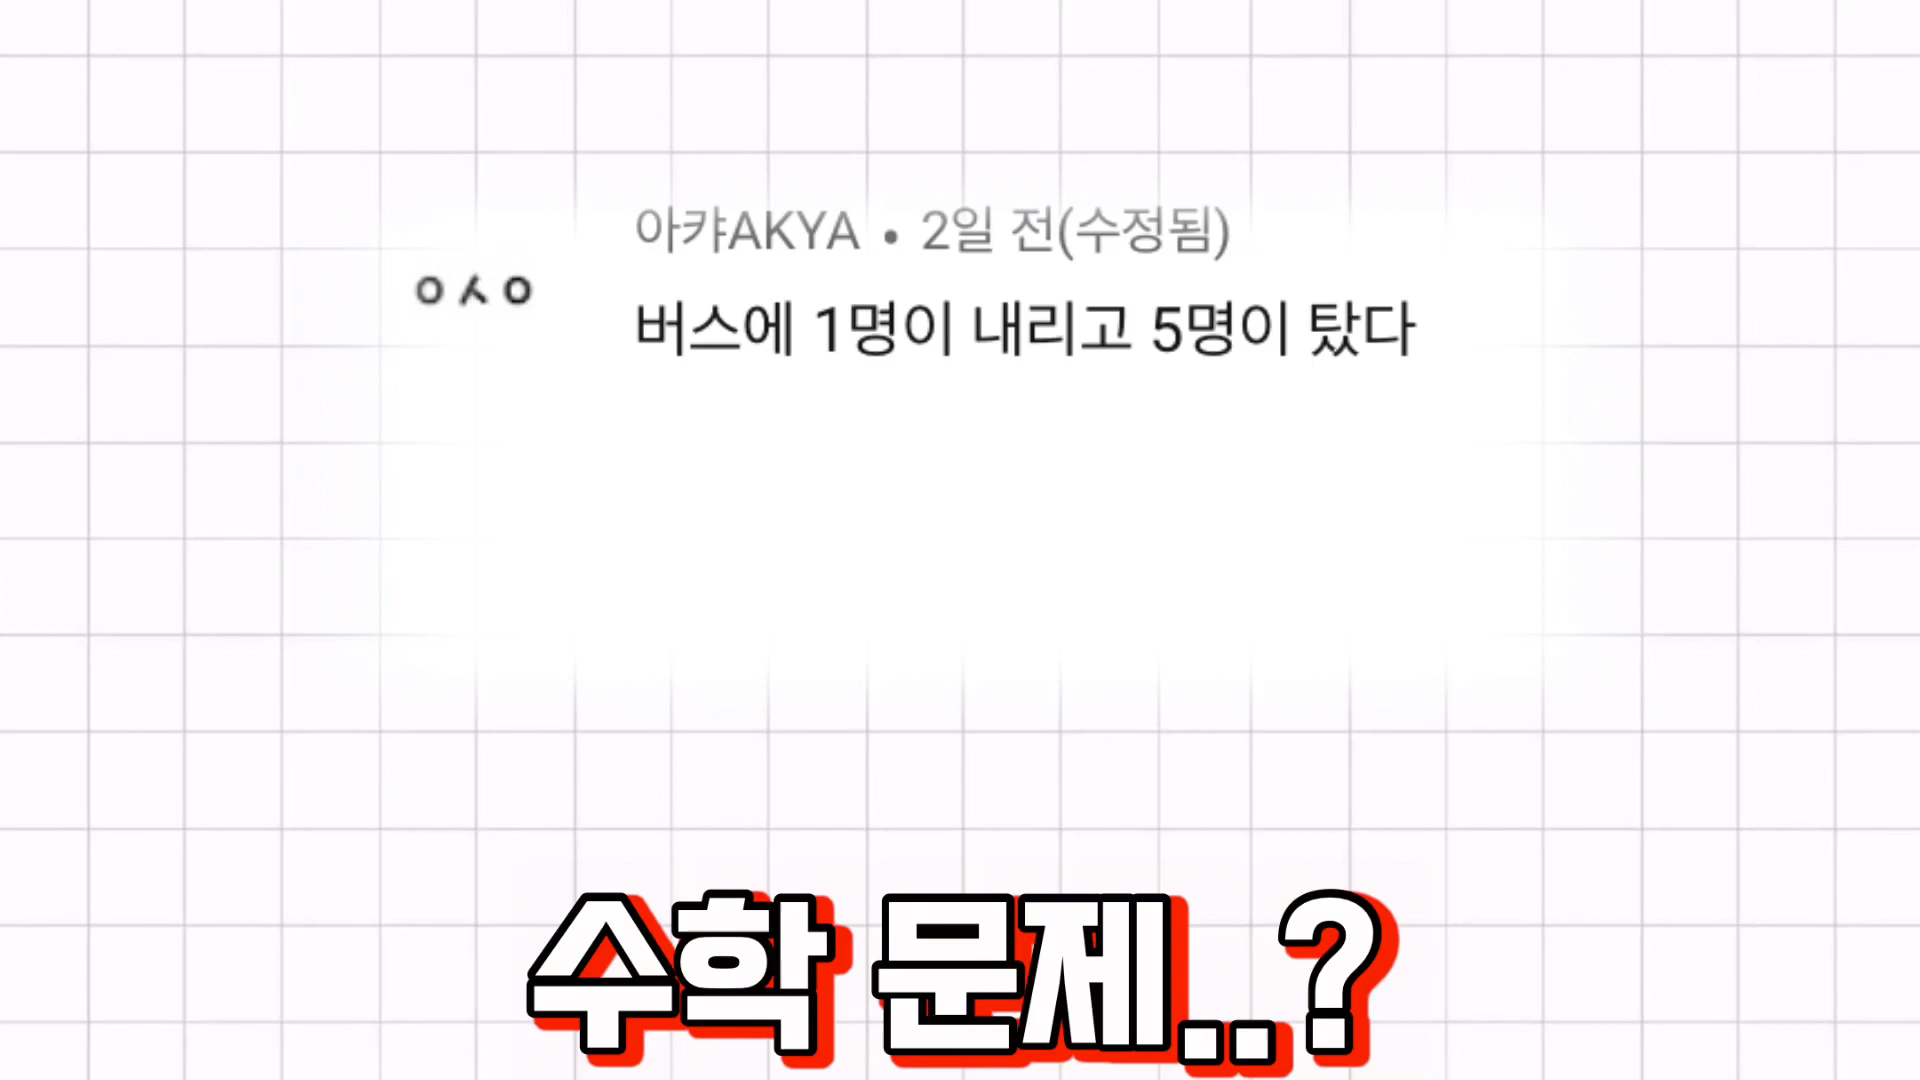 아캬AKYA • 2일 전(수정됨)
ㅇㅅㅇ
버스에 1명이 내리고 5명이 탔다
수학 문제..?